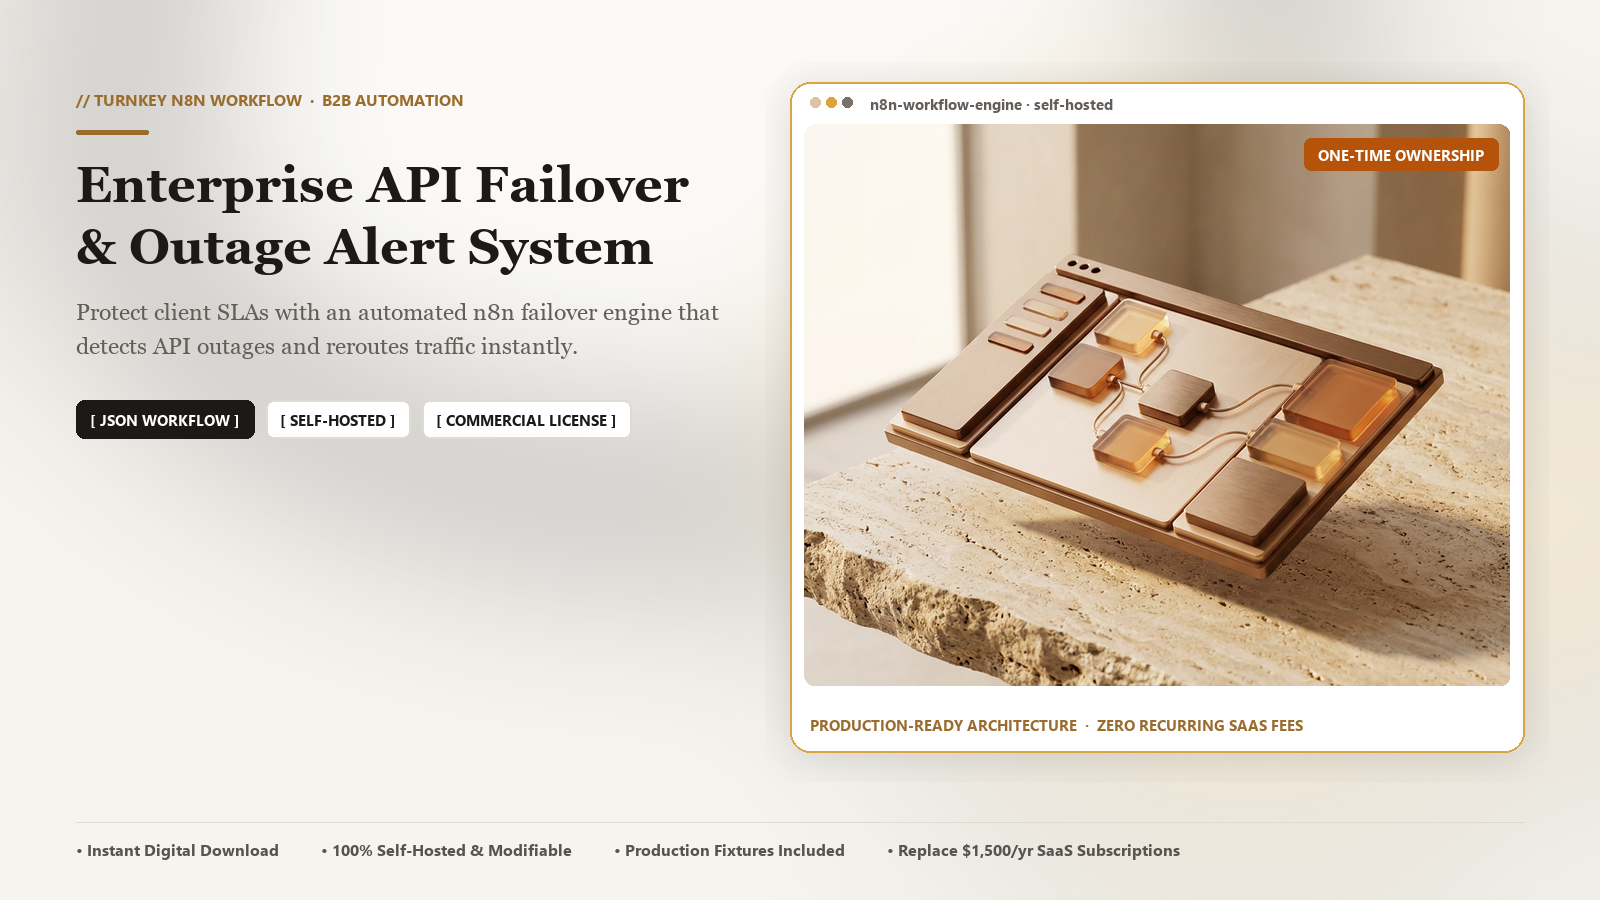 // TURNKEY N8N WORKFLOW · B2B AUTOMATION
Enterprise API Failover
& Outage Alert System
Protect client SLAs with an automated n8n failover engine that
detects API outages and reroutes traffic instantly.
[ JSON WORKFLOW ] [ SELF-HOSTED ] [ COMMERCIAL LICENSE ]
n8n-workflow-engine · self-hosted
ONE-TIME OWNERSHIP
PRODUCTION-READY ARCHITECTURE · ZERO RECURRING SAAS FEES
• Instant Digital Download • 100% Self-Hosted & Modifiable • Production Fixtures Included • Replace $1,500/yr SaaS Subscriptions